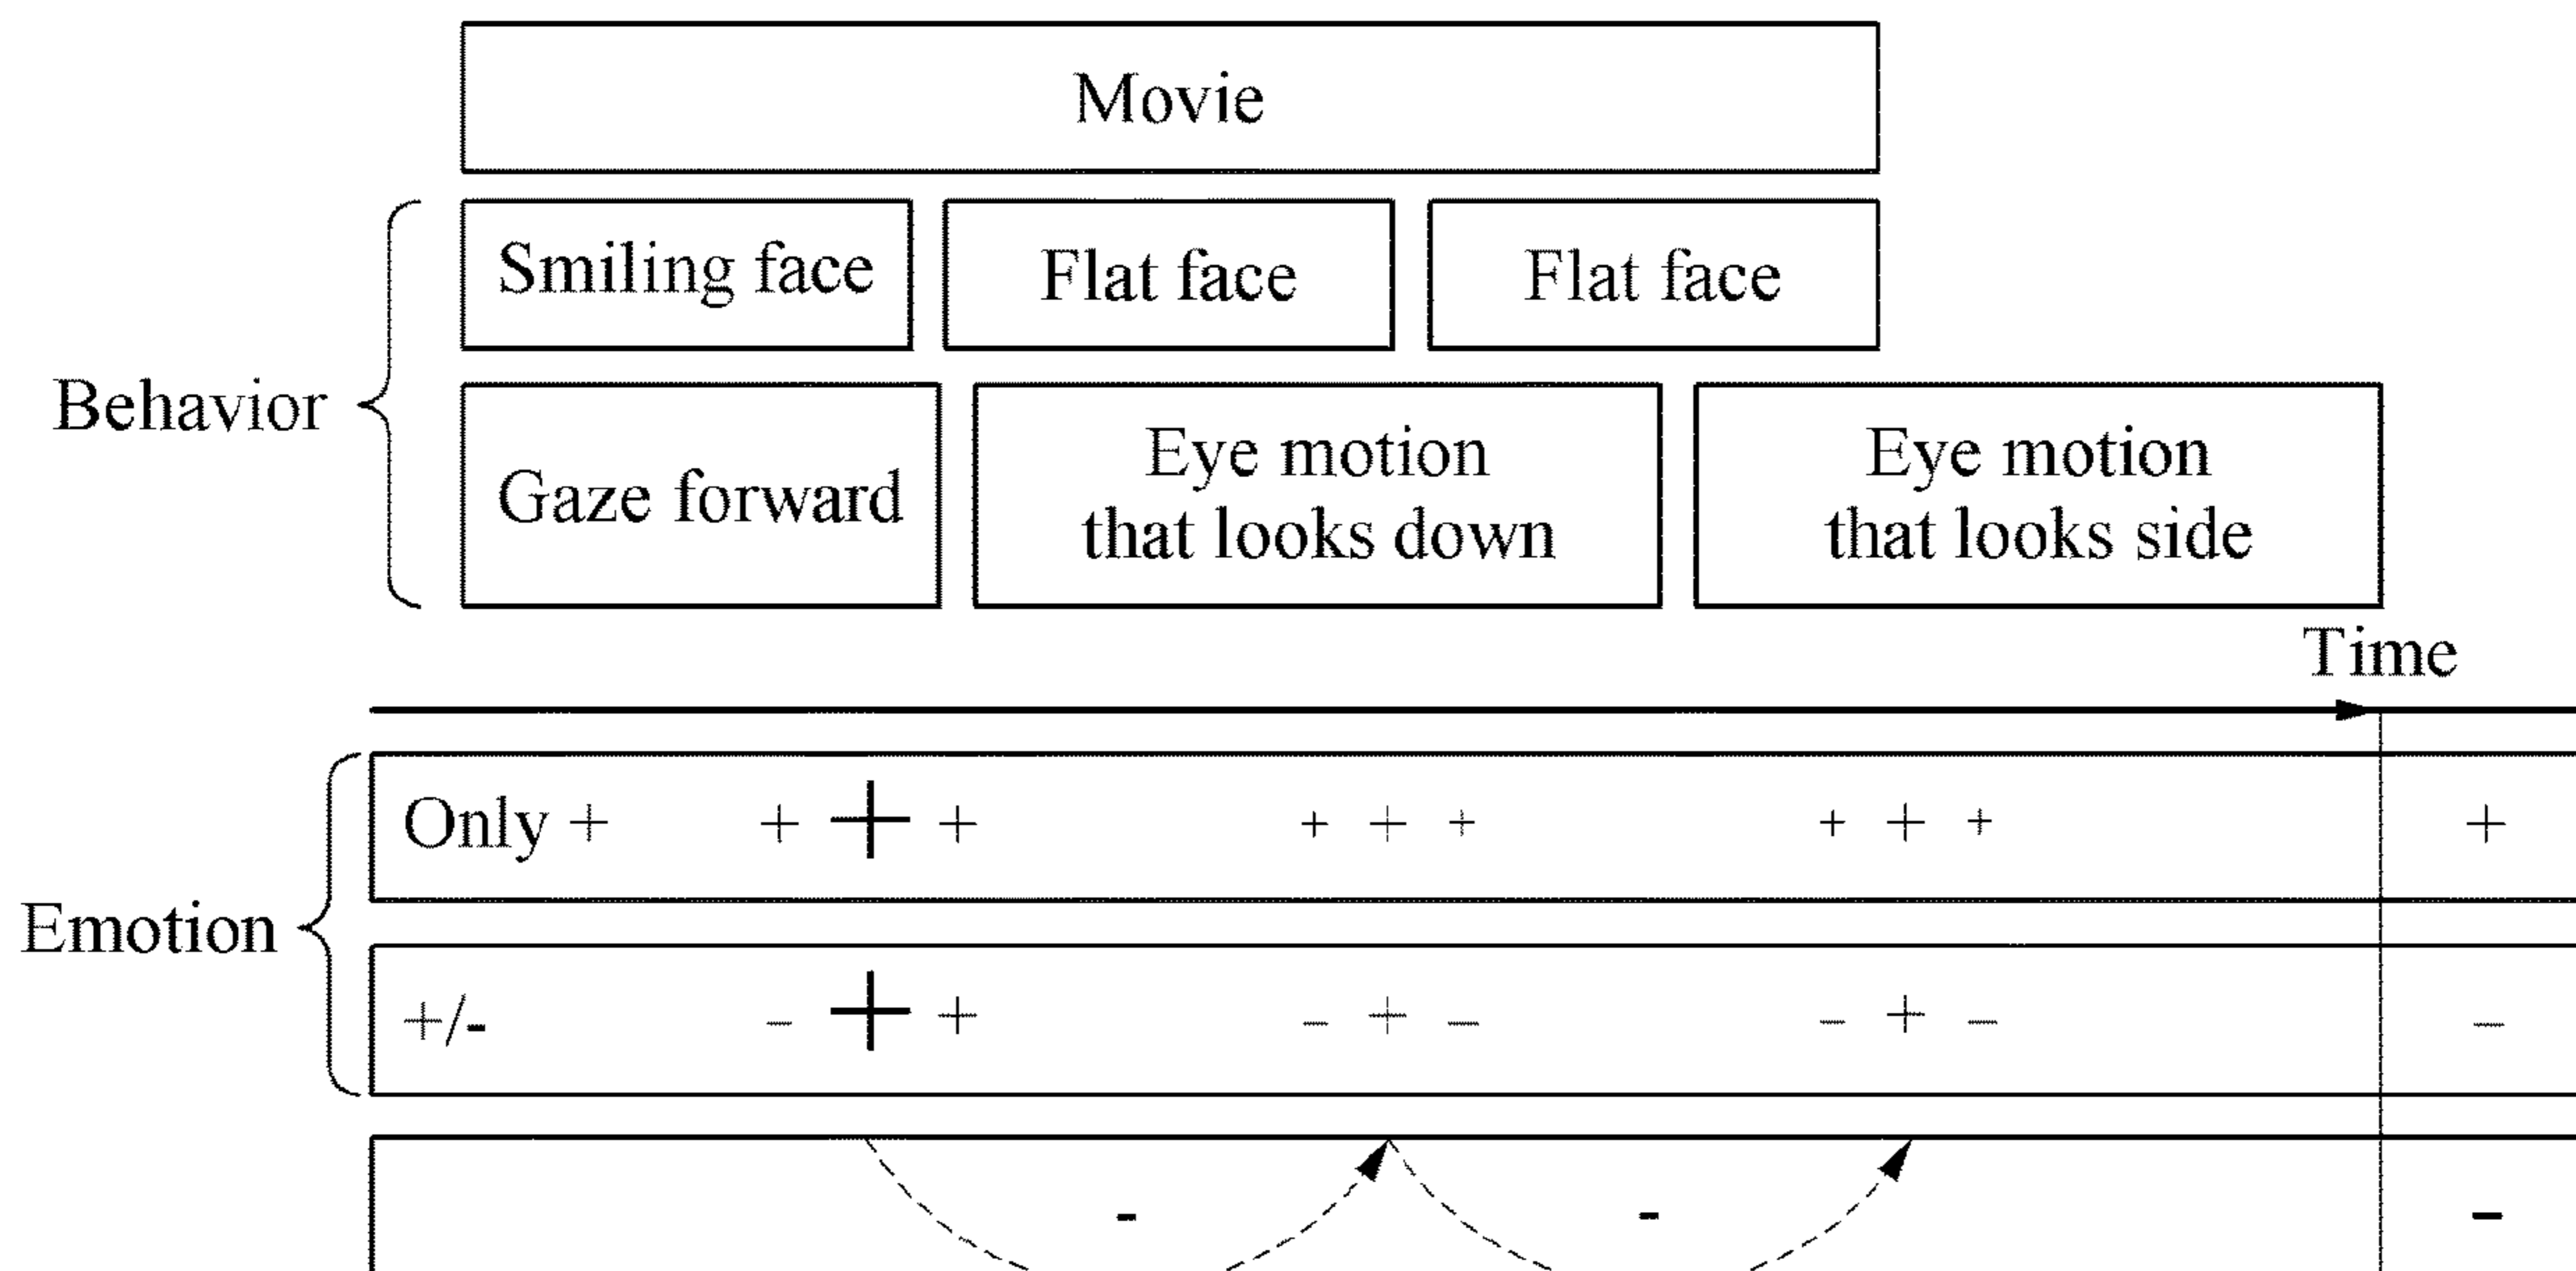 Movie
Smiling face
Flat face
Flat face
Behavior
Gaze forward
Eye motion
that looks down
Eye motion
that looks side
Time
Only + + + + + + + + + + +
Emotion
+/- - + + - + - - + - -
- - -